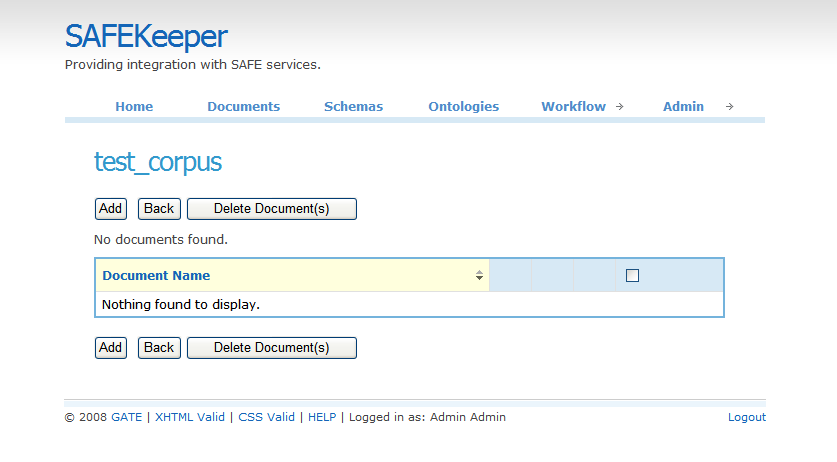 SAFEKeeper
Providing integration with SAFE services.
Home Documents Schemas Ontologies Workflow Admin
test_corpus
Add Back Delete Document(s)
No documents found.
Document Name
Nothing found to display.
Add Back Delete Document(s)
© 2008 GATE | XHTML Valid | CSS Valid | HELP | Logged in as: Admin Admin Logout